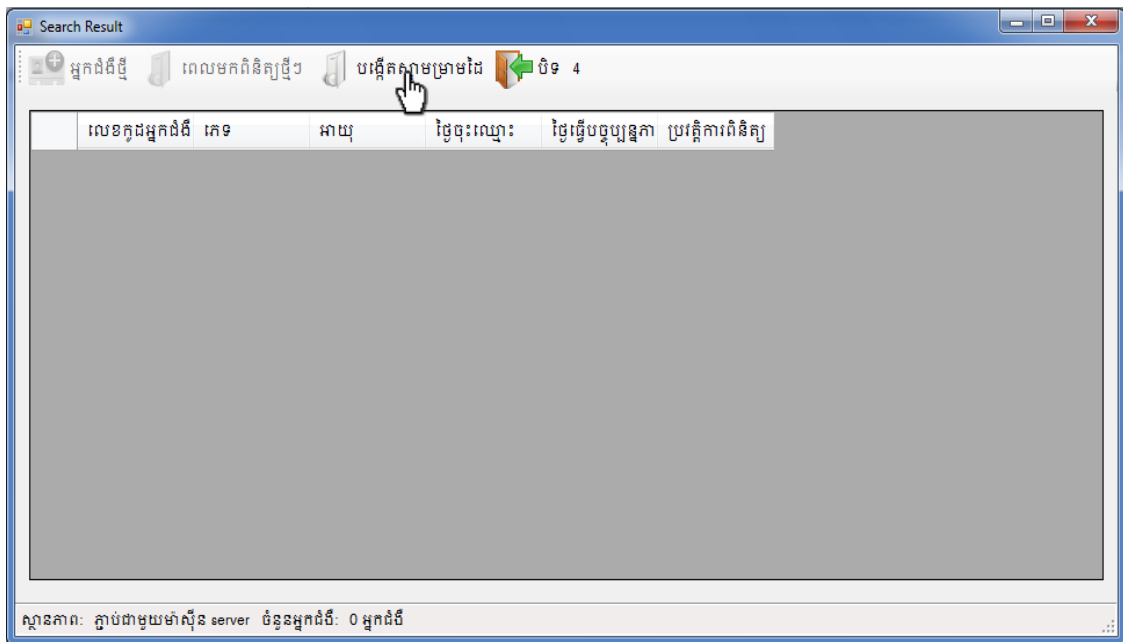 Search Result
អ្នកជំងឺថ្មី ពេលមកពិនិត្យថ្មីៗ បង្កើតស្នាមម្រាមដៃ បិទ 4
លេខកូដអ្នកជំងឺ ភេទ អាយុ ថ្ងៃចុះឈ្មោះ ថ្ងៃធ្វើបច្ចុប្បន្នភា ប្រវត្តិការពិនិត្យ
ស្ថានភាព: ភ្ជាប់ជាមួយម៉ាស៊ីន server ចំនួនអ្នកជំងឺ: 0 អ្នកជំងឺ